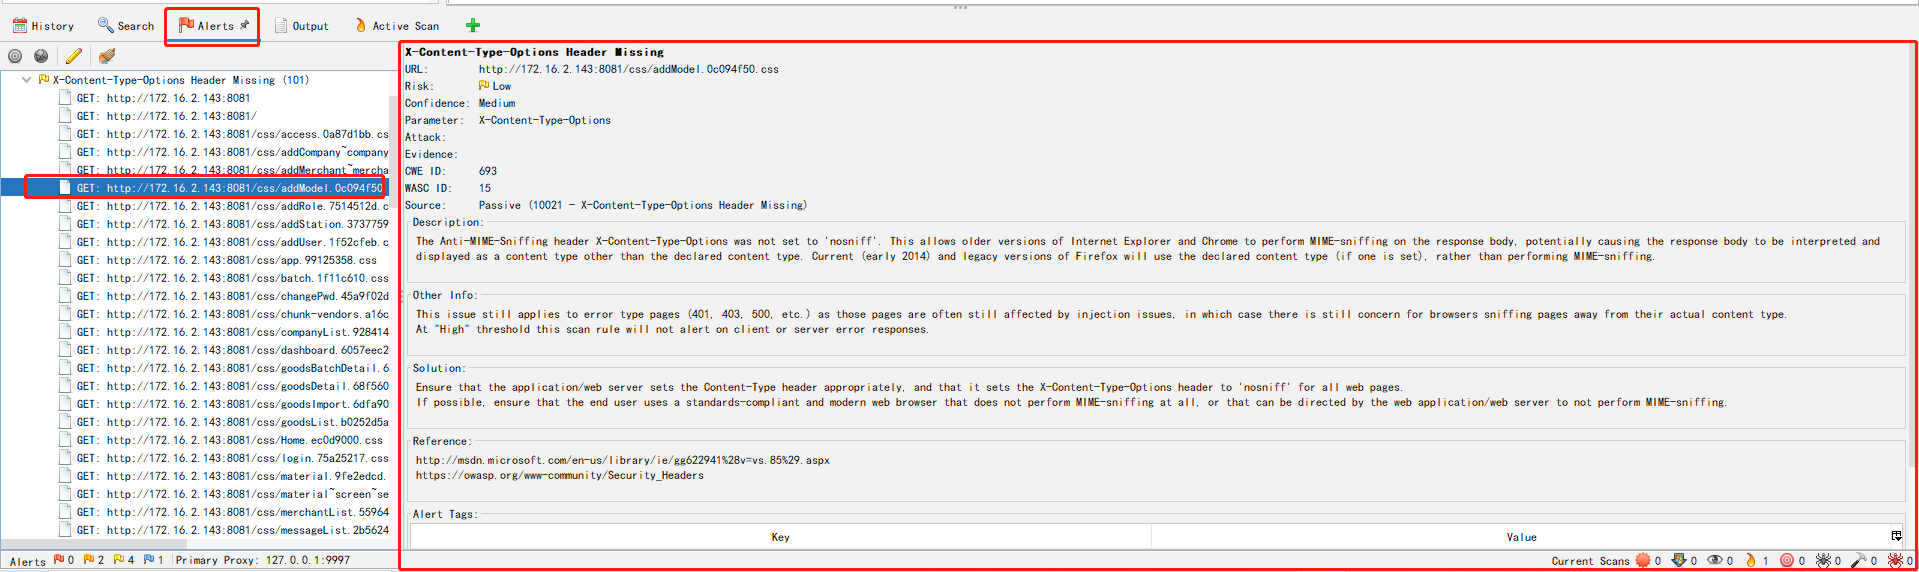 History Search Alerts Output Active Scan
X-Content-Type-Options Header Missing (101)
GET: http://172.16.2.143:8081
GET: http://172.16.2.143:8081/
GET: http://172.16.2.143:8081/css/access.0a87d1bb.cs
GET: http://172.16.2.143:8081/css/addCompany~company
GET: http://172.16.2.143:8081/css/addMerchant~mercha
GET: http://172.16.2.143:8081/css/addModel.0c094f50
GET: http://172.16.2.143:8081/css/addRole.7514512d.c
GET: http://172.16.2.143:8081/css/addStation.3737759
GET: http://172.16.2.143:8081/css/addUser.1f52cfeb.c
GET: http://172.16.2.143:8081/css/app.99125358.css
GET: http://172.16.2.143:8081/css/batch.1f11c610.css
GET: http://172.16.2.143:8081/css/changePwd.45a9f02d
GET: http://172.16.2.143:8081/css/chunk-vendors.a16c
GET: http://172.16.2.143:8081/css/companyList.928414
GET: http://172.16.2.143:8081/css/dashboard.6057eec2
GET: http://172.16.2.143:8081/css/goodsBatchDetail.6
GET: http://172.16.2.143:8081/css/goodsDetail.68f560
GET: http://172.16.2.143:8081/css/goodsImport.6dfa90
GET: http://172.16.2.143:8081/css/goodsList.b0252d5a
GET: http://172.16.2.143:8081/css/Home.ec0d9000.css
GET: http://172.16.2.143:8081/css/login.75a25217.css
GET: http://172.16.2.143:8081/css/material.9fe2edcd.
GET: http://172.16.2.143:8081/css/material~screen~se
GET: http://172.16.2.143:8081/css/merchantList.55964
GET: http://172.16.2.143:8081/css/messageList.2b5624
X-Content-Type-Options Header Missing
URL: http://172.16.2.143:8081/css/addModel.0c094f50.css
Risk: Low
Confidence: Medium
Parameter: X-Content-Type-Options
Attack:
Evidence:
CWE ID: 693
WASC ID: 15
Source: Passive (10021 - X-Content-Type-Options Header Missing)
Description:
The Anti-MIME-Sniffing header X-Content-Type-Options was not set to 'nosniff'. This allows older versions of Internet Explorer and Chrome to perform MIME-sniffing on the response body, potentially causing the response body to be interpreted and
displayed as a content type other than the declared content type. Current (early 2014) and legacy versions of Firefox will use the declared content type (if one is set), rather than performing MIME-sniffing.
Other Info:
This issue still applies to error type pages (401, 403, 500, etc.) as those pages are often still affected by injection issues, in which case there is still concern for browsers sniffing pages away from their actual content type.
At "High" threshold this scan rule will not alert on client or server error responses.
Solution:
Ensure that the application/web server sets the Content-Type header appropriately, and that it sets the X-Content-Type-Options header to 'nosniff' for all web pages.
If possible, ensure that the end user uses a standards-compliant and modern web browser that does not perform MIME-sniffing at all, or that can be directed by the web application/web server to not perform MIME-sniffing.
Reference:
http://msdn.microsoft.com/en-us/library/ie/gg622941%28v=vs.85%29.aspx
https://owasp.org/www-community/Security_Headers
Alert Tags:
Key Value
Alerts 0 2 4 1 Primary Proxy: 127.0.0.1:9997 Current Scans 0 0 0 1 0 0 0 0